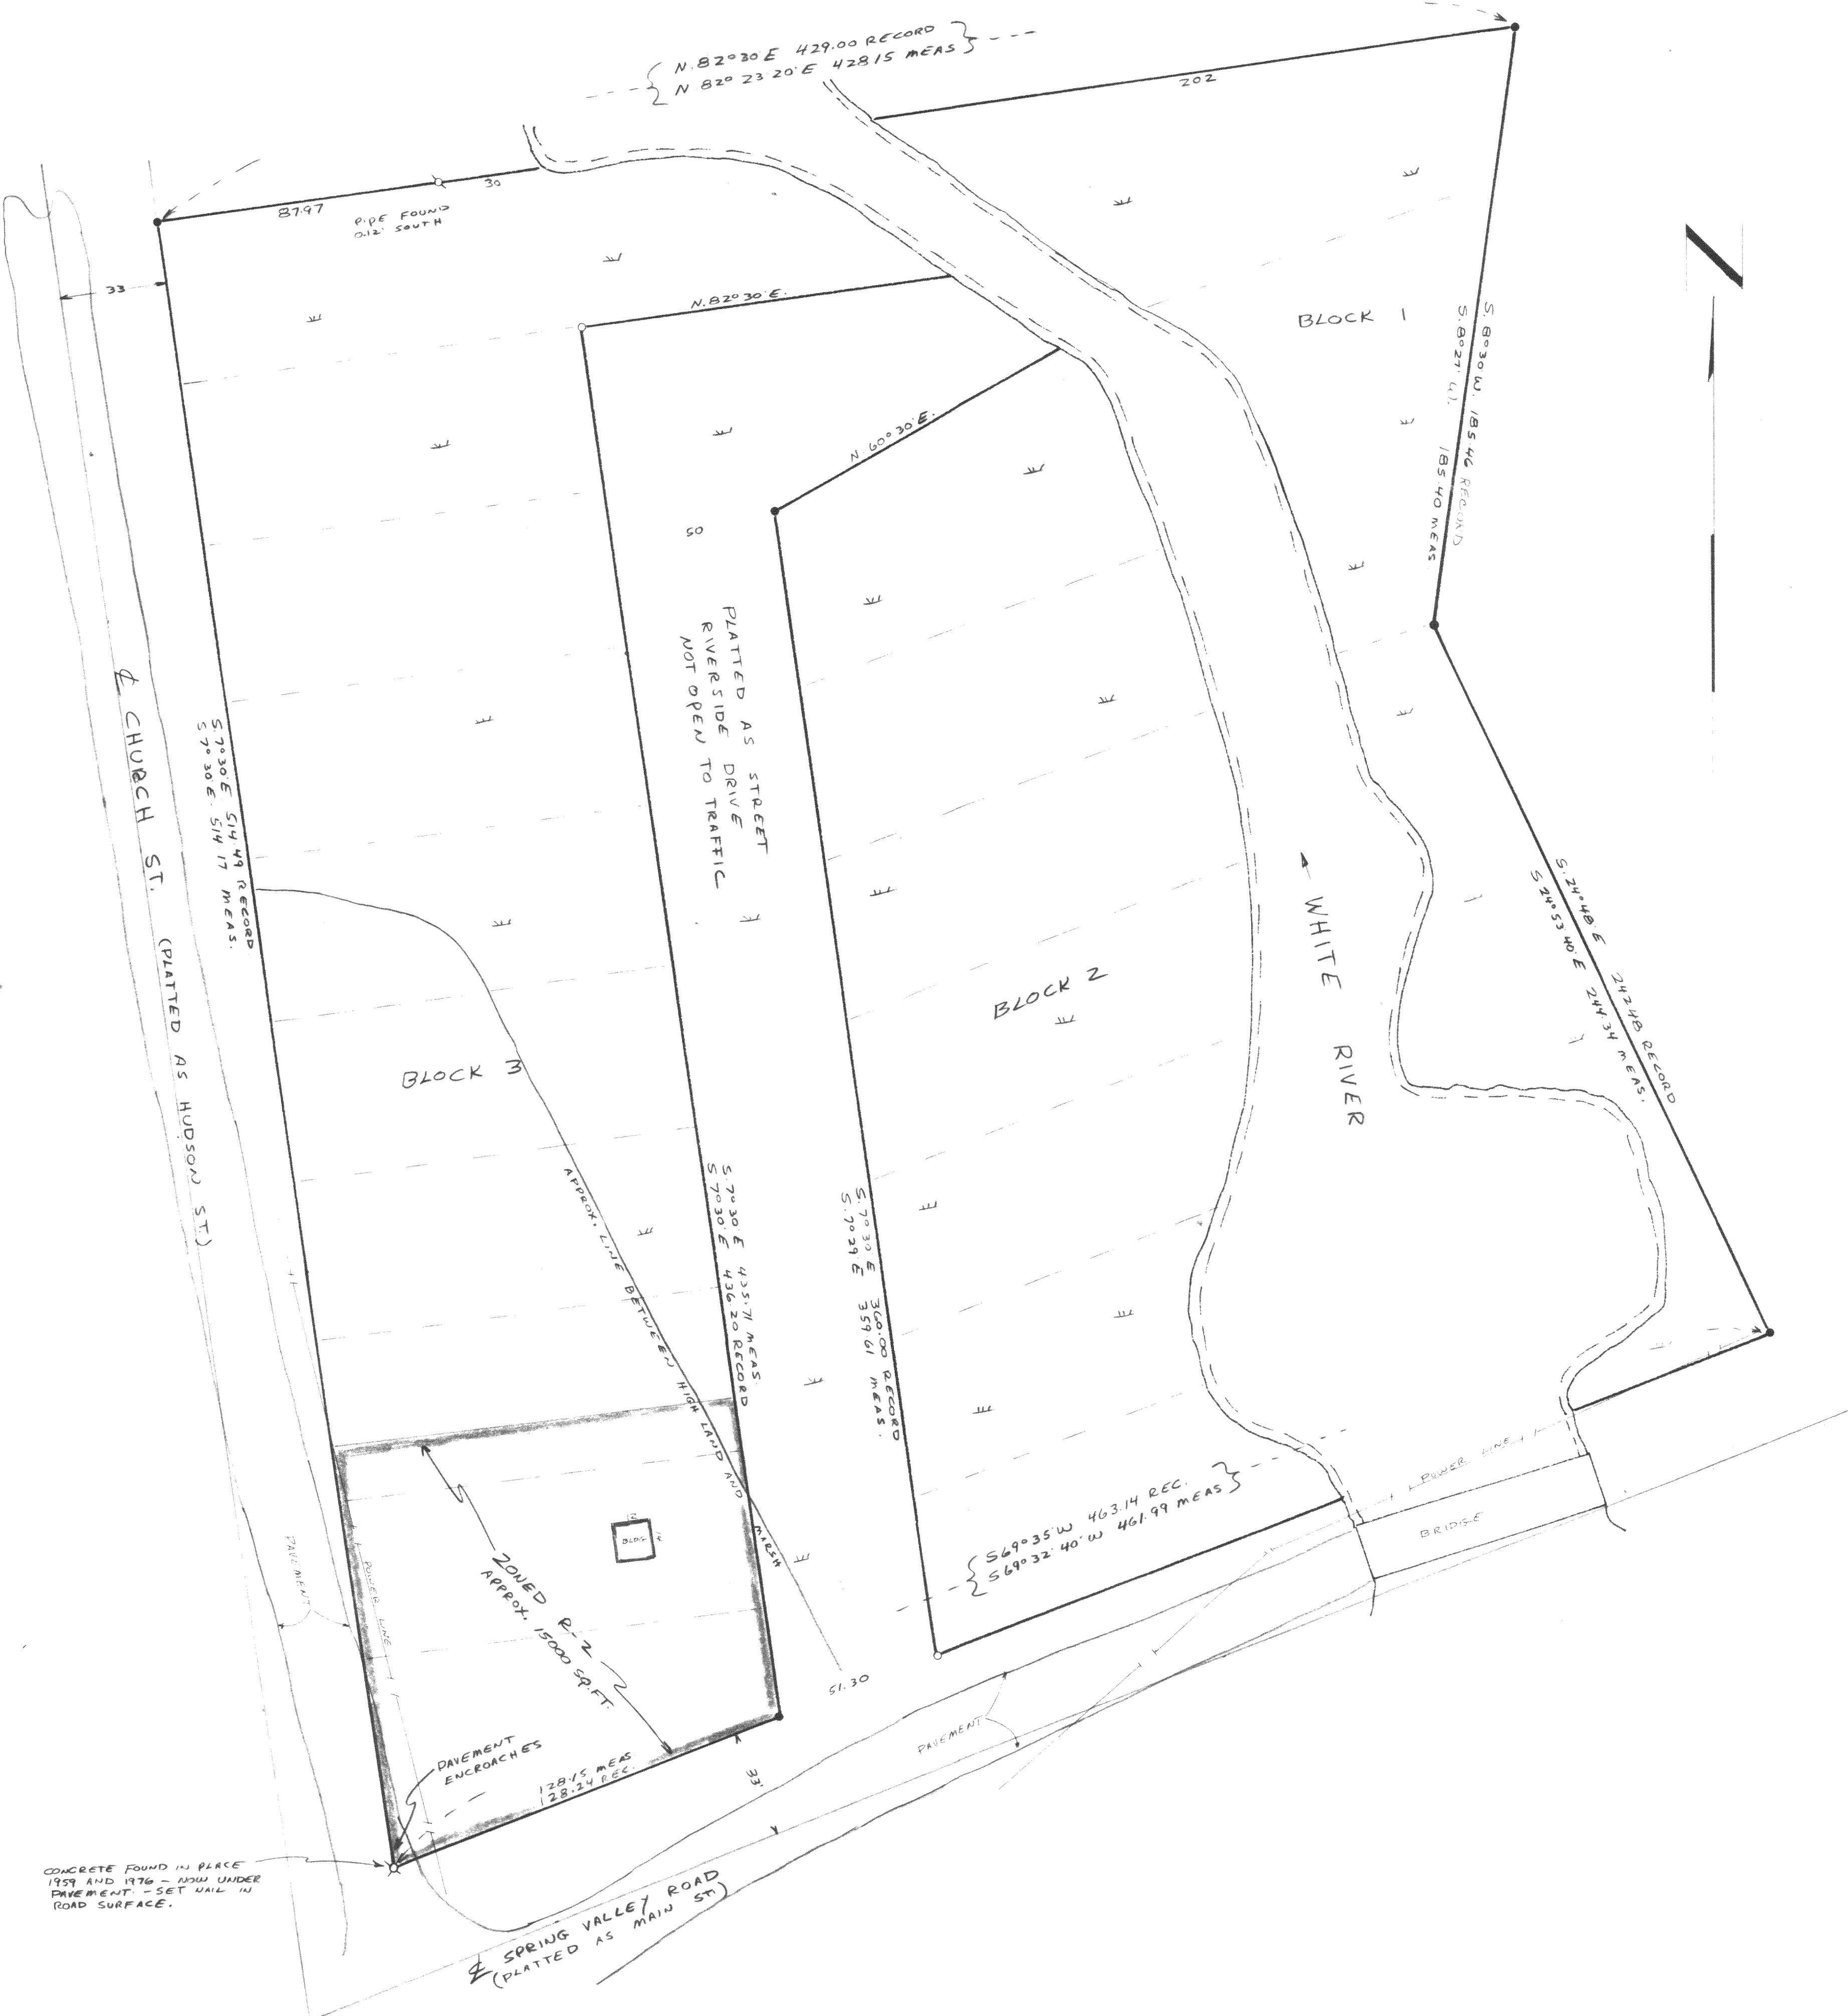 N. 82° 30' E 429.00 RECORD
N 82° 23 20' E 428.15 MEAS
202
30
87.97
PIPE FOUND
0.12' SOUTH
33
N. 82° 30' E.
N 60° 30' E.
BLOCK 1
S. 8° 30' W. 185.46 RECORD
S. 8° 27' W. 185.40 MEAS
50
PLATTED AS STREET
RIVERSIDE DRIVE
NOT OPEN TO TRAFFIC
℄ CHURCH ST. (PLATTED AS HUDSON ST.)
S. 7° 30' E 514.49 RECORD
S 7° 30' E. 514.17 MEAS.
BLOCK 3
BLOCK 2
WHITE RIVER
S. 24° 48' E 242.48 RECORD
S 24° 53' 40" E 244.34 MEAS.
APPROX. LINE BETWEEN HIGH LAND AND MARSH
S. 7° 30' E 435.71 MEAS.
S 7° 30' E 436.20 RECORD
S. 7° 30' E 360.00 RECORD
S. 7° 29' E 359.61 MEAS.
S 69° 35' W 463.14 REC.
S 69° 32' 40" W 461.99 MEAS
POWER LINE
BRIDGE
BLDG
ZONED R-2
APPROX. 15000 SQ. FT.
PAVEMENT
POWER LINE
51.30
PAVEMENT
PAVEMENT
ENCROACHES
128.15 MEAS
128.24 REC.
33'
CONCRETE FOUND IN PLACE
1959 AND 1976 – NOW UNDER
PAVEMENT. – SET NAIL IN
ROAD SURFACE.
℄ SPRING VALLEY ROAD
(PLATTED AS MAIN ST.)